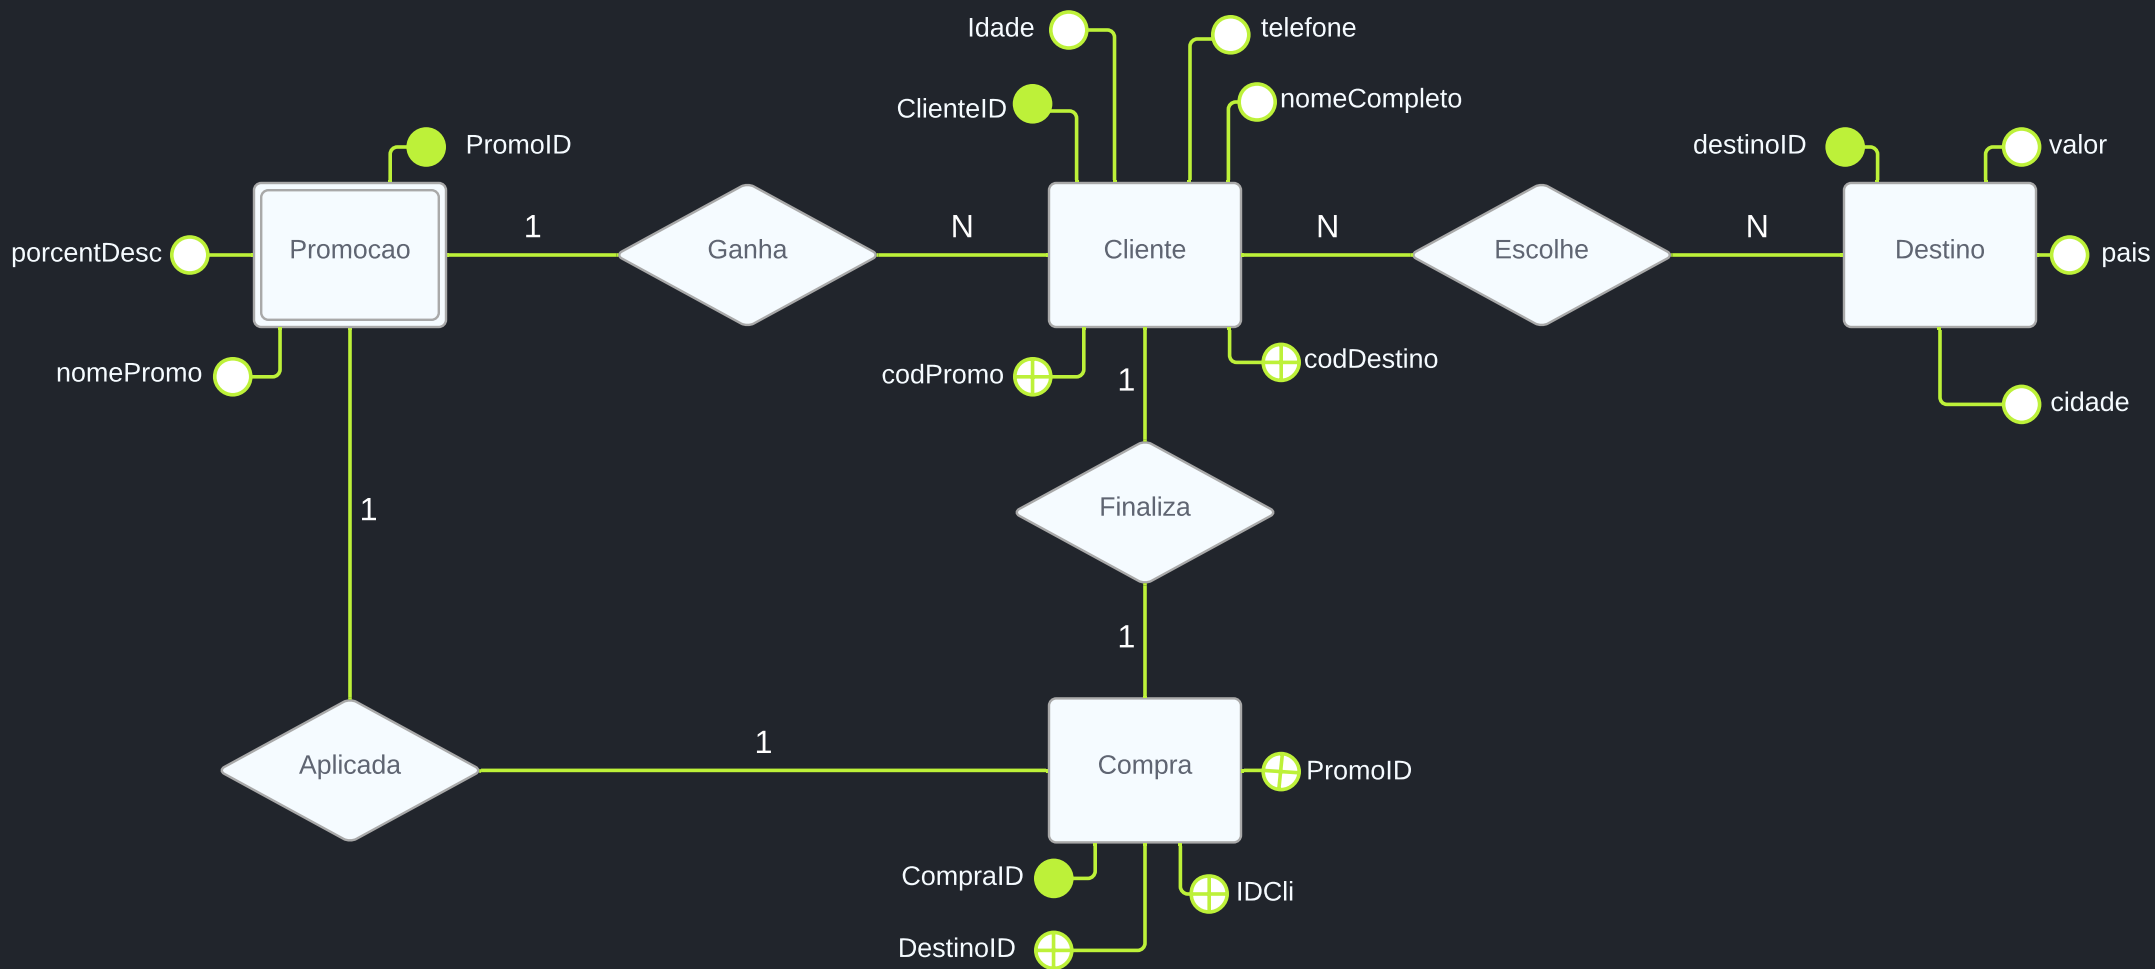 Idade
telefone
ClienteID
nomeCompleto
PromoID
destinoID
valor
porcentDesc
Promocao
1
Ganha
N
Cliente
N
Escolhe
N
Destino
pais
nomePromo
codPromo
1
codDestino
cidade
1
Finaliza
1
Aplicada
1
Compra
PromoID
CompraID
IDCli
DestinoID